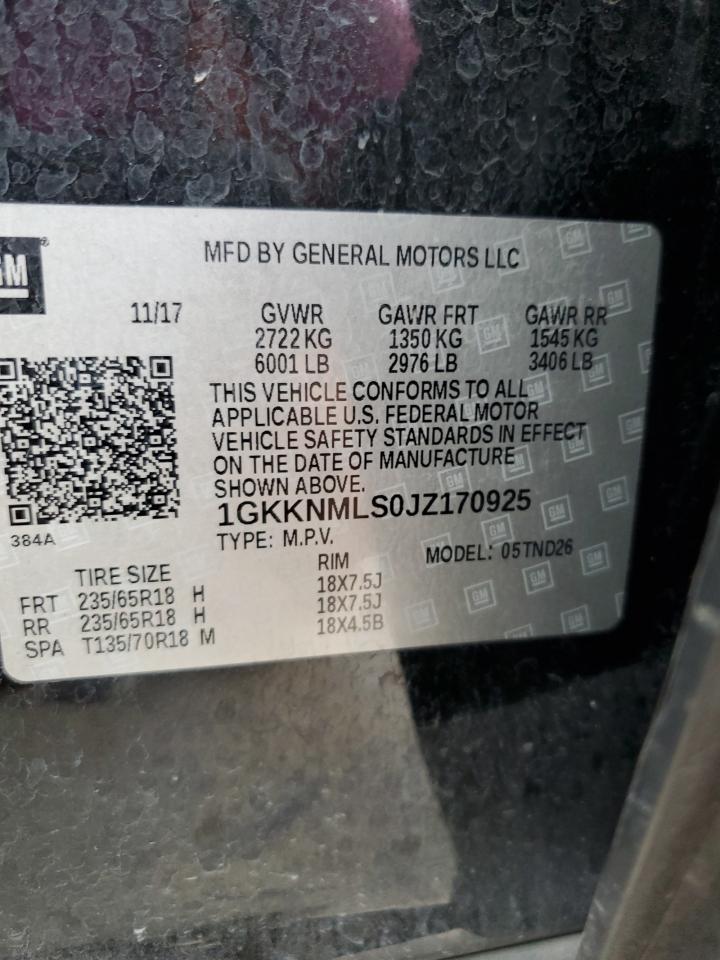 GM
MFD BY GENERAL MOTORS LLC
11/17 GVWR GAWR FRT GAWR RR
2722 KG 1350 KG 1545 KG
6001 LB 2976 LB 3406 LB
THIS VEHICLE CONFORMS TO ALL
APPLICABLE U.S. FEDERAL MOTOR
VEHICLE SAFETY STANDARDS IN EFFECT
ON THE DATE OF MANUFACTURE
SHOWN ABOVE.
1GKKNMLS0JZ170925
384A
TYPE: M.P.V. MODEL: 05TND26
TIRE SIZE RIM
FRT 235/65R18 H 18X7.5J
RR 235/65R18 H 18X7.5J
SPA T135/70R18 M 18X4.5B